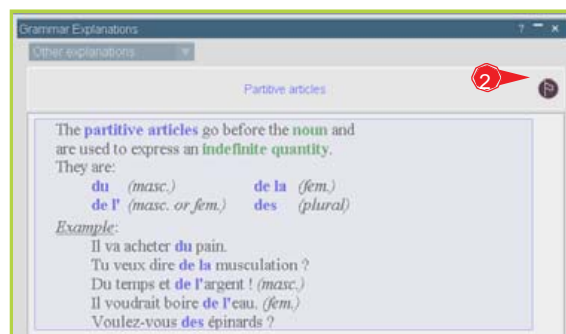 Grammar Explanations ? – ×
Other explanations
Partitive articles
2
The partitive articles go before the noun and
are used to express an indefinite quantity.
They are:
du (masc.) de la (fem.)
de l' (masc. or fem.) des (plural)
Example:
Il va acheter du pain.
Tu veux dire de la musculation ?
Du temps et de l'argent ! (masc.)
Il voudrait boire de l'eau. (fem.)
Voulez-vous des épinards ?